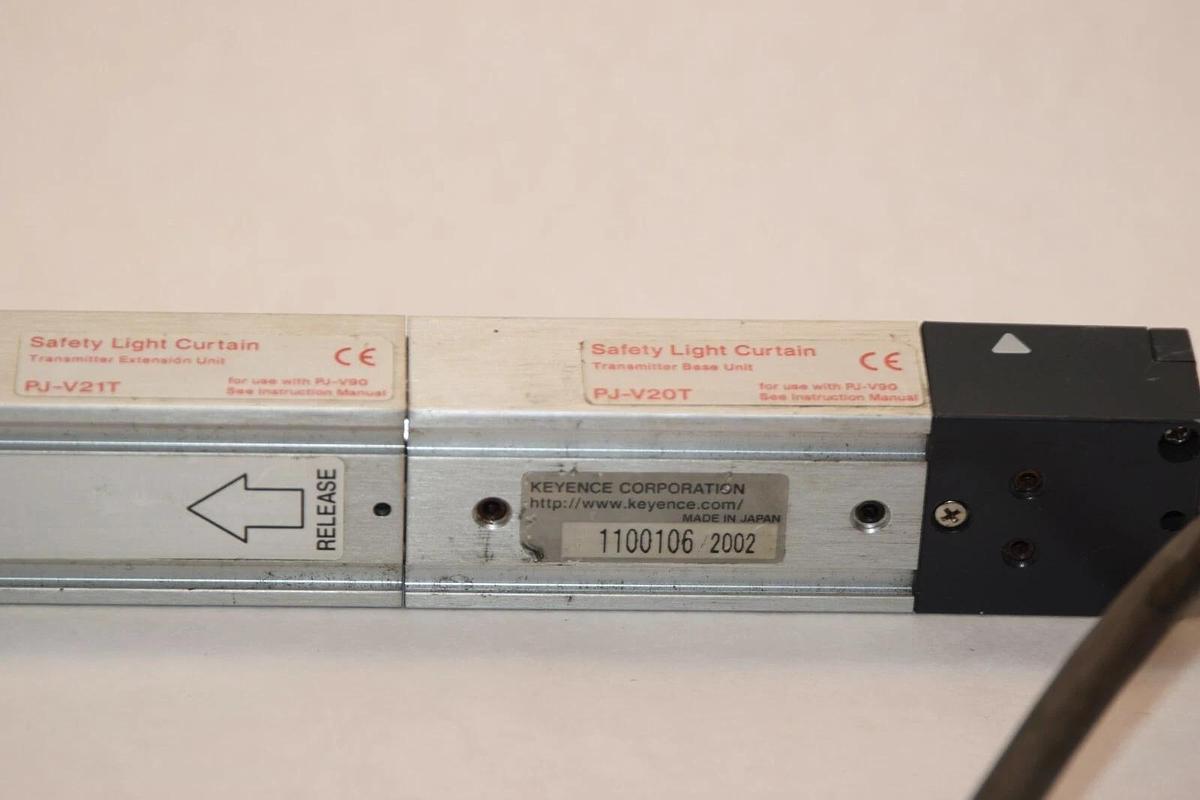 Safety Light Curtain
Transmitter Extensión Unit
CE
PJ-V21T
for use with PJ-V90
See Instruction Manual
Safety Light Curtain
Transmitter Base Unit
CE
PJ-V20T
for use with PJ-V90
See Instruction Manual
RELEASE
KEYENCE CORPORATION
http://www.keyence.com/
MADE IN JAPAN
1100106 2002